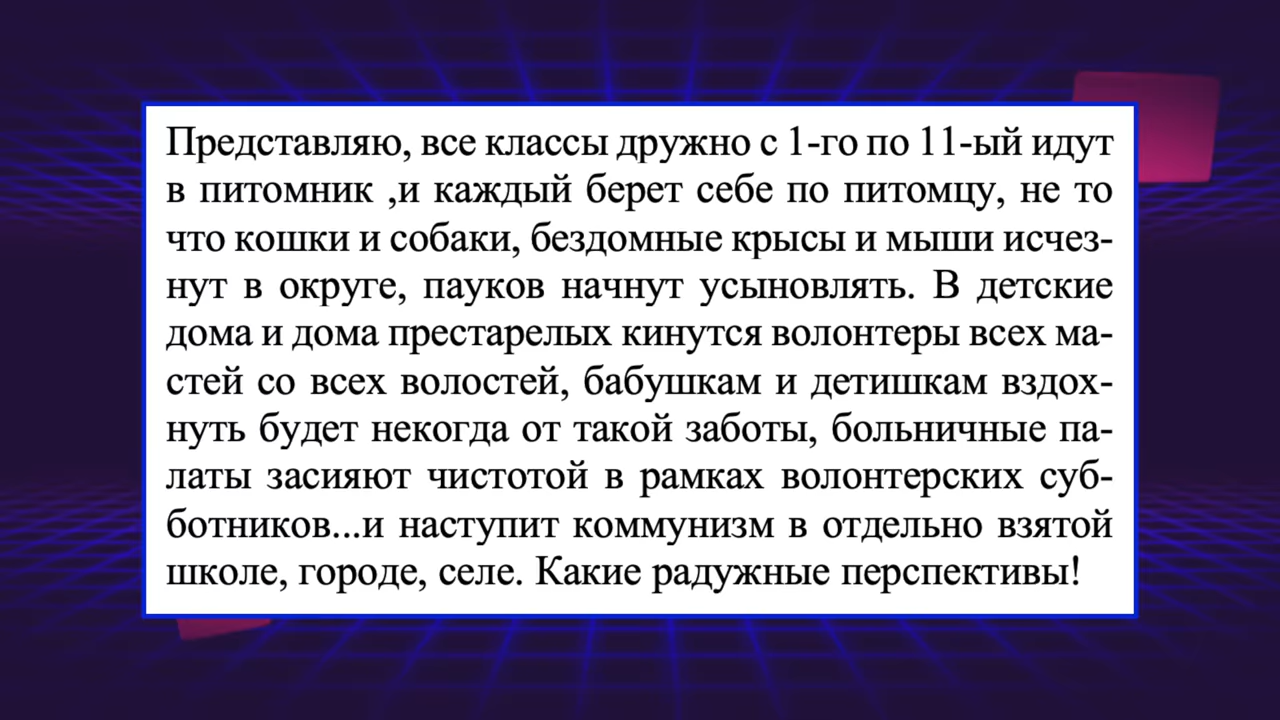 Представляю, все классы дружно с 1-го по 11-ый идут
в питомник ,и каждый берет себе по питомцу, не то
что кошки и собаки, бездомные крысы и мыши исчез-
нут в округе, пауков начнут усыновлять. В детские
дома и дома престарелых кинутся волонтеры всех ма-
стей со всех волостей, бабушкам и детишкам вздох-
нуть будет некогда от такой заботы, больничные па-
латы засияют чистотой в рамках волонтерских суб-
ботников...и наступит коммунизм в отдельно взятой
школе, городе, селе. Какие радужные перспективы!